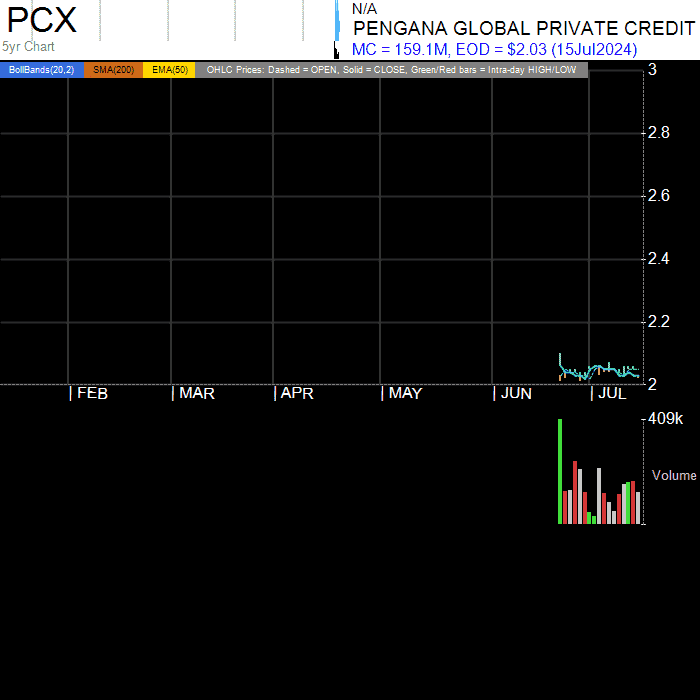 PCX
5yr Chart
N/A
PENGANA GLOBAL PRIVATE CREDIT
MC = 159.1M, EOD = $2.03 (15Jul2024)
BollBands(20,2) SMA(200) EMA(50) OHLC Prices: Dashed = OPEN, Solid = CLOSE, Green/Red bars = Intra-day HIGH/LOW
3
2.8
2.6
2.4
2.2
2
| FEB | MAR | APR | MAY | JUN | JUL
409k
Volume